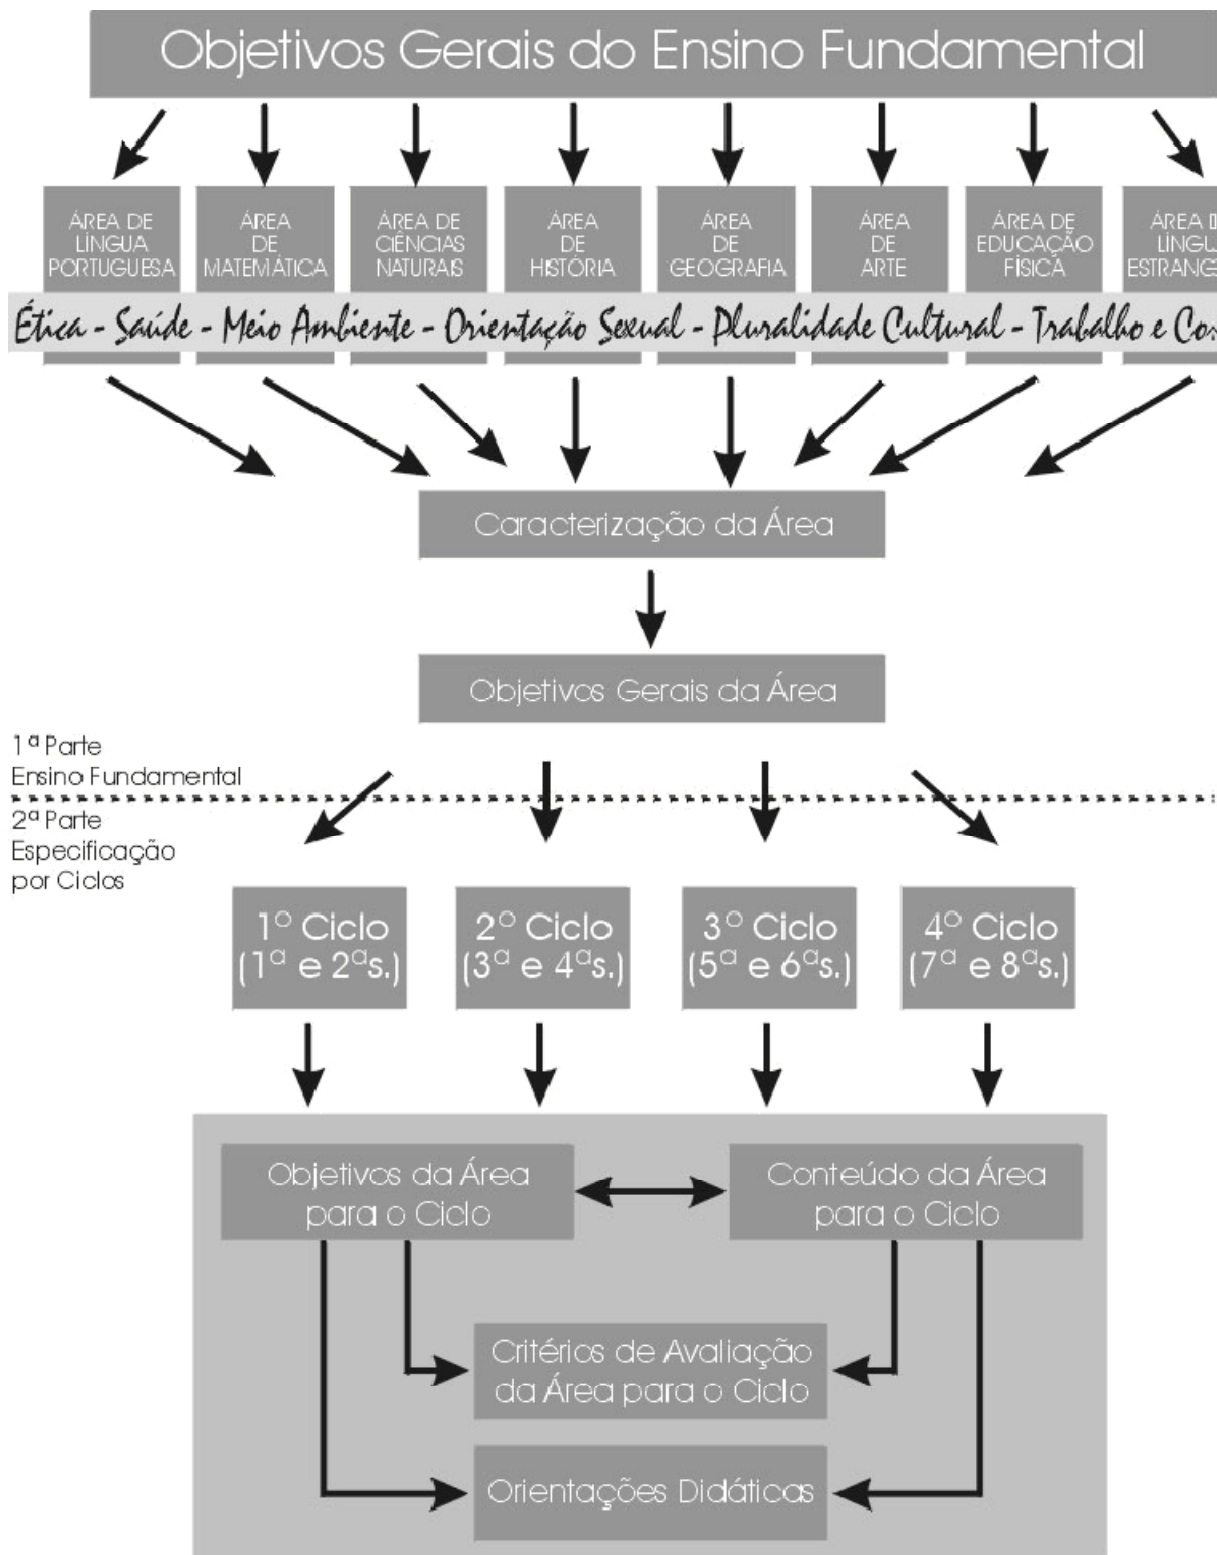 Objetivos Gerais do Ensino Fundamental
ÁREA DE
LÍNGUA
PORTUGUESA
ÁREA
DE
MATEMÁTICA
ÁREA DE
CIÊNCIAS
NATURAIS
ÁREA
DE
HISTÓRIA
ÁREA
DE
GEOGRAFIA
ÁREA
DE
ARTE
ÁREA DE
EDUCAÇÃO
FÍSICA
ÁREA
Ética - Saúde - Meio Ambiente - Orientação Sexual - Pluralidade Cultural - Trabalho e
Caracterização da Área
Objetivos Gerais da Área
1ª Parte
Ensino Fundamental
2ª Parte
Especificação
por Ciclos
1º Ciclo
(1ª e 2ªs.)
2º Ciclo
(3ª e 4ªs.)
3º Ciclo
(5ª e 6ªs.)
4º Ciclo
(7ª e 8ªs.)
Objetivos da Área
para o Ciclo
Conteúdo da Área
para o Ciclo
Critérios de Avaliação
da Área para o Ciclo
Orientações Didáticas